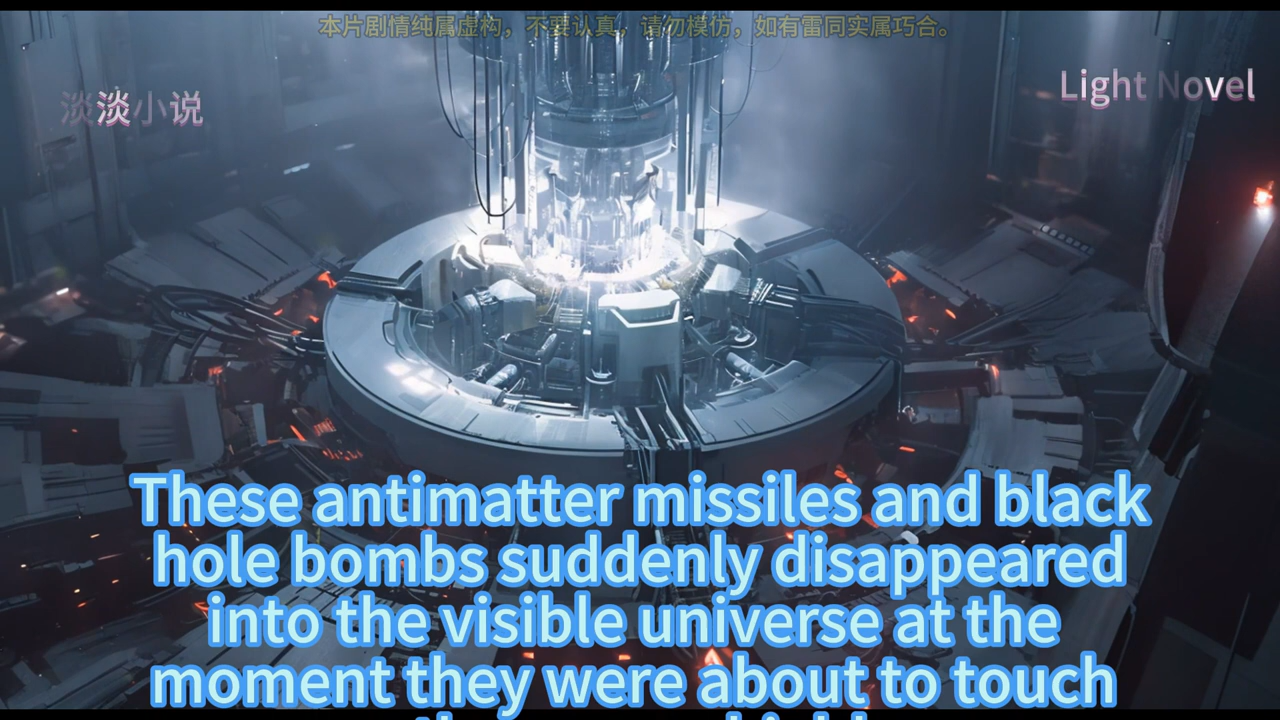 本片剧情纯属虚构，不要认真，请勿模仿，如有雷同实属巧合。
淡淡小说
Light Novel
These antimatter missiles and black
hole bombs suddenly disappeared
into the visible universe at the
moment they were about to touch